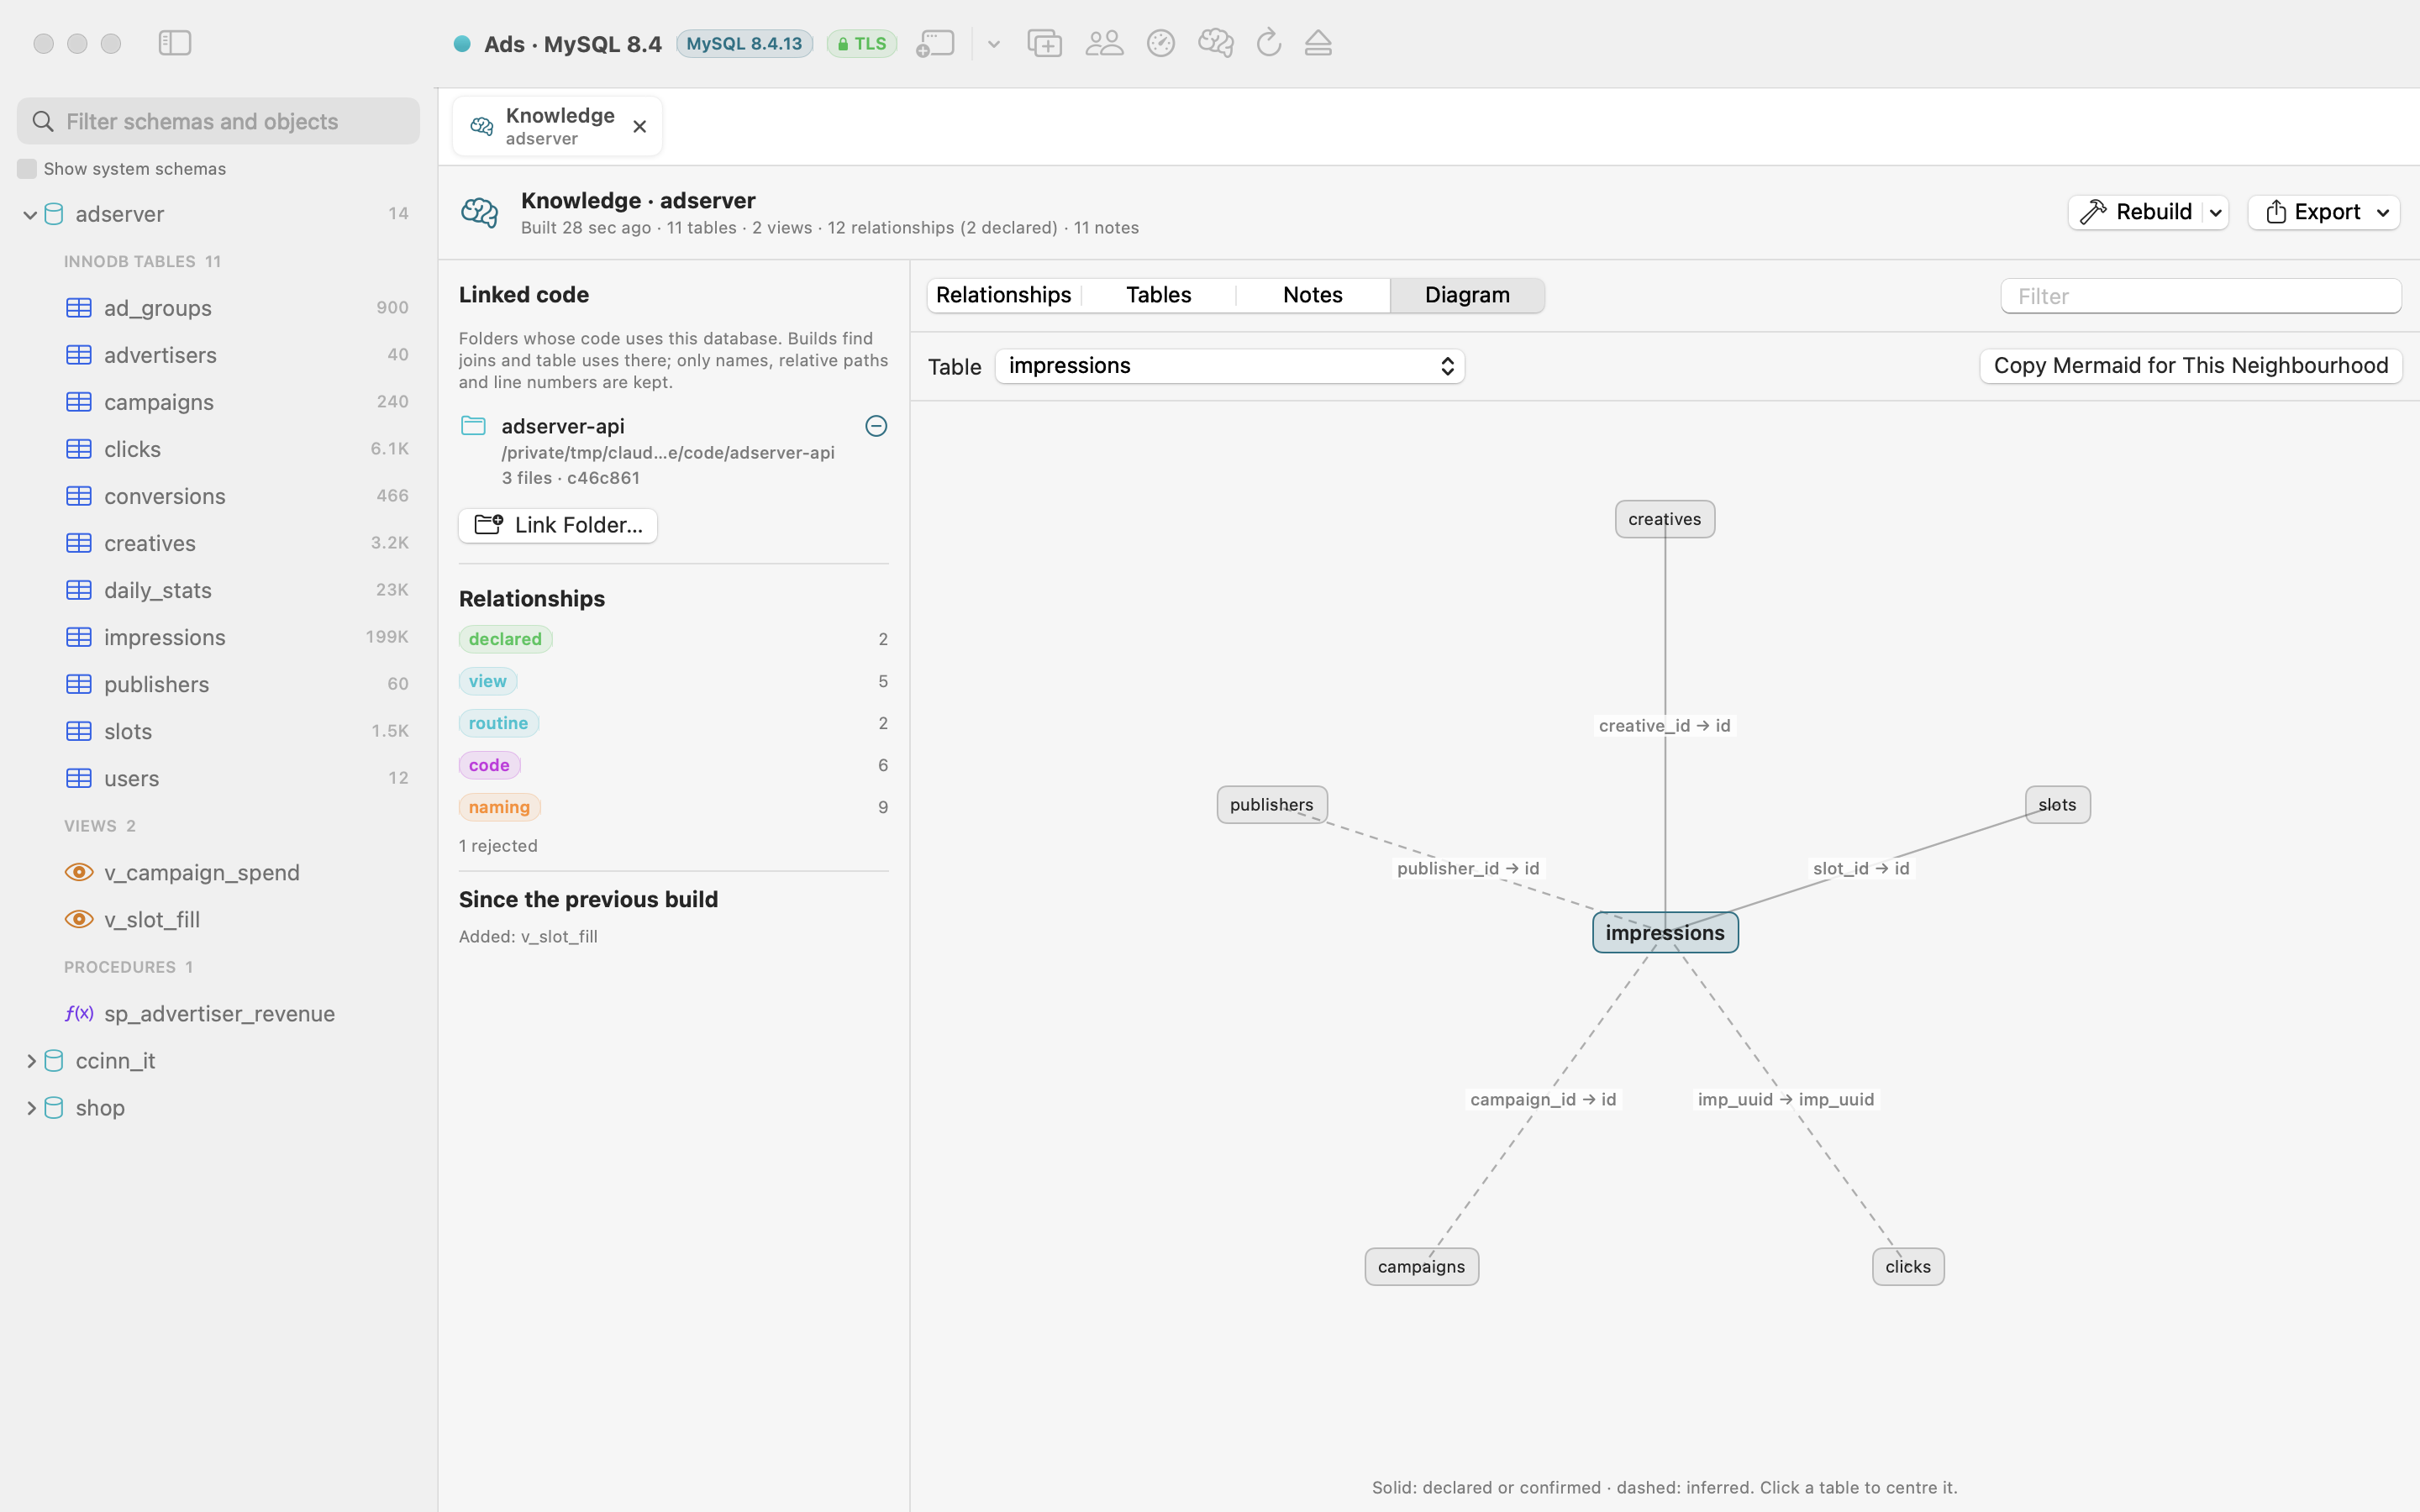 Ads · MySQL 8.4
MySQL 8.4.13
TLS
Filter schemas and objects
Show system schemas
adserver 14
INNODB TABLES 11
ad_groups 900
advertisers 40
campaigns 240
clicks 6.1K
conversions 466
creatives 3.2K
daily_stats 23K
impressions 199K
publishers 60
slots 1.5K
users 12
VIEWS 2
v_campaign_spend
v_slot_fill
PROCEDURES 1
f(x) sp_advertiser_revenue
ccinn_it
shop
Knowledge
adserver
Knowledge · adserver
Built 28 sec ago · 11 tables · 2 views · 12 relationships (2 declared) · 11 notes
Rebuild
Export
Linked code
Folders whose code uses this database. Builds find
joins and table uses there; only names, relative paths
and line numbers are kept.
adserver-api
/private/tmp/claud...e/code/adserver-api
3 files · c46c861
Link Folder...
Relationships
declared 2
view 5
routine 2
code 6
naming 9
1 rejected
Since the previous build
Added: v_slot_fill
Relationships
Tables
Notes
Diagram
Filter
Table
impressions
Copy Mermaid for This Neighbourhood
creatives
creative_id → id
publishers
slots
publisher_id → id
slot_id → id
impressions
campaign_id → id
imp_uuid → imp_uuid
campaigns
clicks
Solid: declared or confirmed · dashed: inferred. Click a table to centre it.